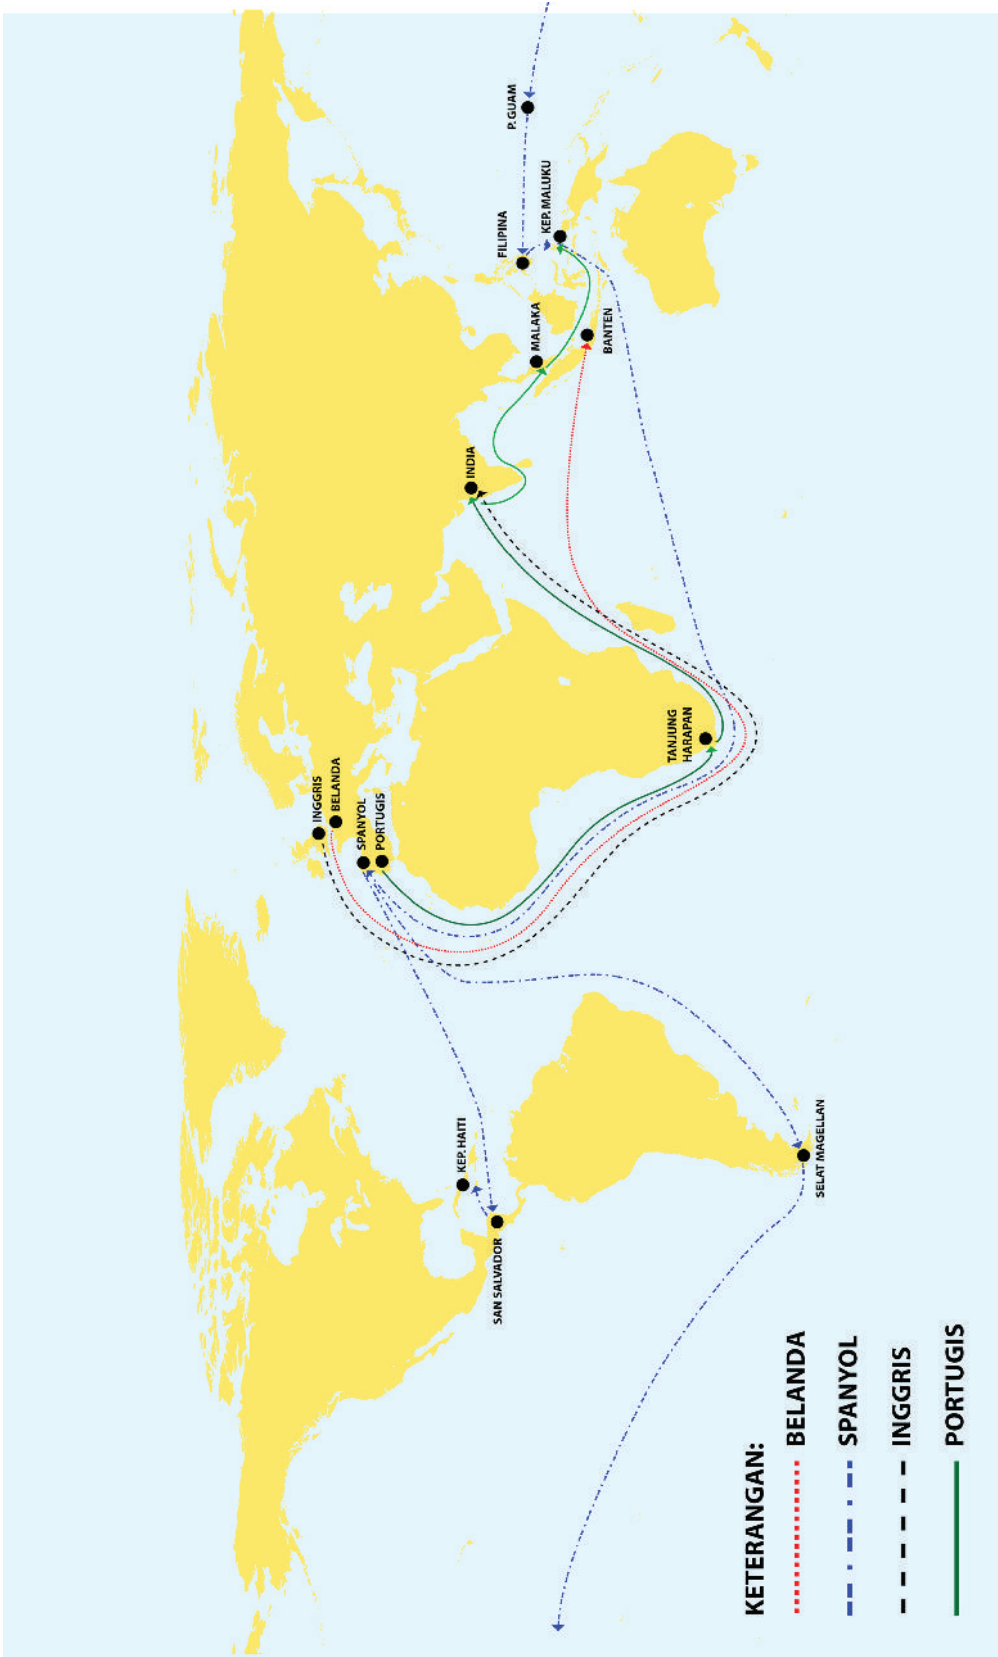 INGGRIS
BELANDA
SPANYOL
PORTUGIS
KEP. HAITI
SAN SALVADOR
SELAT MAGELLAN
TANJUNG
HARAPAN
INDIA
MALAKA
BANTEN
FILIPINA
KEP. MALUKU
P. GUAM
KETERANGAN:
BELANDA
SPANYOL
INGGRIS
PORTUGIS